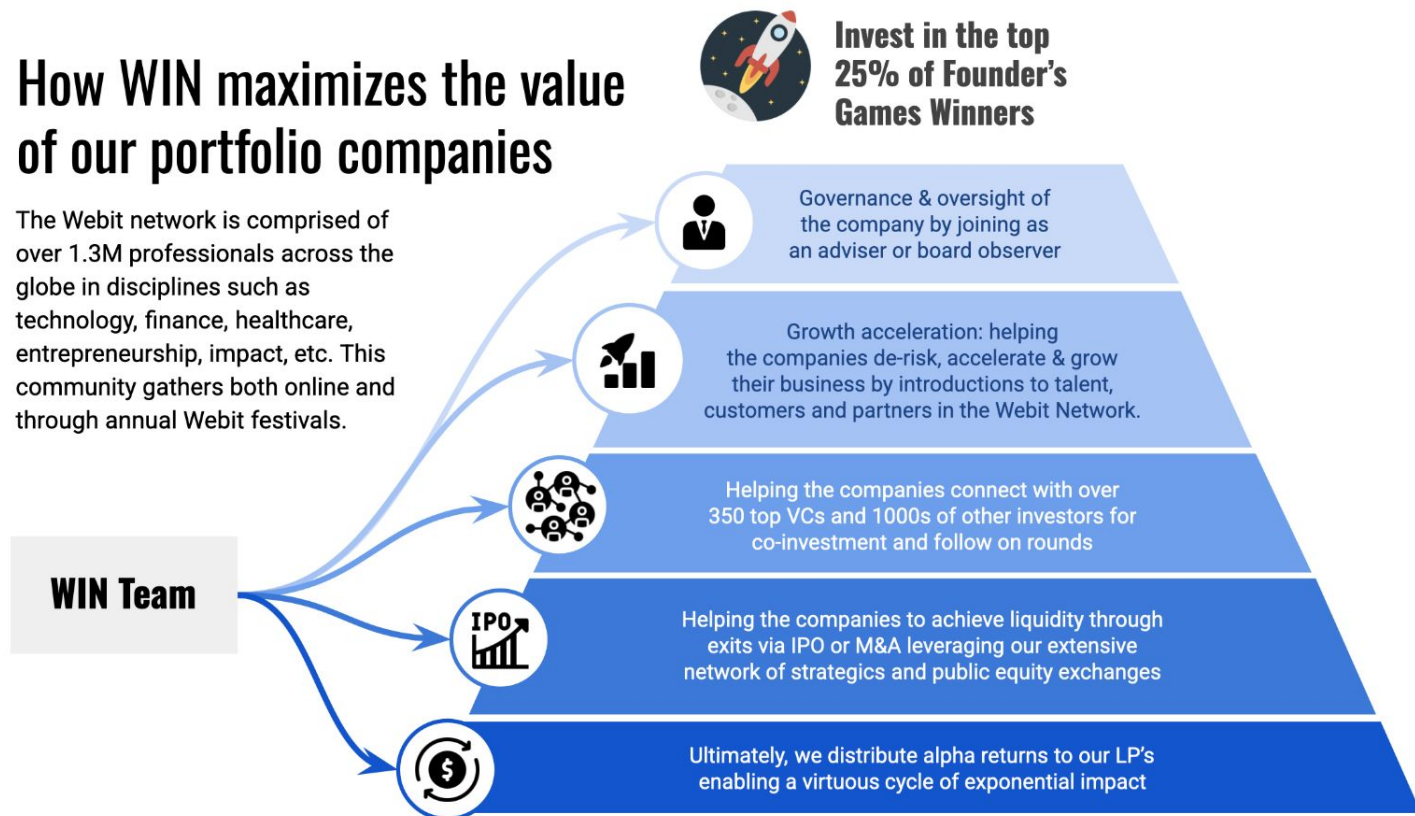 How WIN maximizes the value
of our portfolio companies
The Webit network is comprised of
over 1.3M professionals across the
globe in disciplines such as
technology, finance, healthcare,
entrepreneurship, impact, etc. This
community gathers both online and
through annual Webit festivals.
WIN Team
Invest in the top
25% of Founder's
Games Winners
Governance & oversight of
the company by joining as
an adviser or board observer
Growth acceleration: helping
the companies de-risk, accelerate & grow
their business by introductions to talent,
customers and partners in the Webit Network.
Helping the companies connect with over
350 top VCs and 1000s of other investors for
co-investment and follow on rounds
IPO
Helping the companies to achieve liquidity through
exits via IPO or M&A leveraging our extensive
network of strategics and public equity exchanges
$
Ultimately, we distribute alpha returns to our LP's
enabling a virtuous cycle of exponential impact